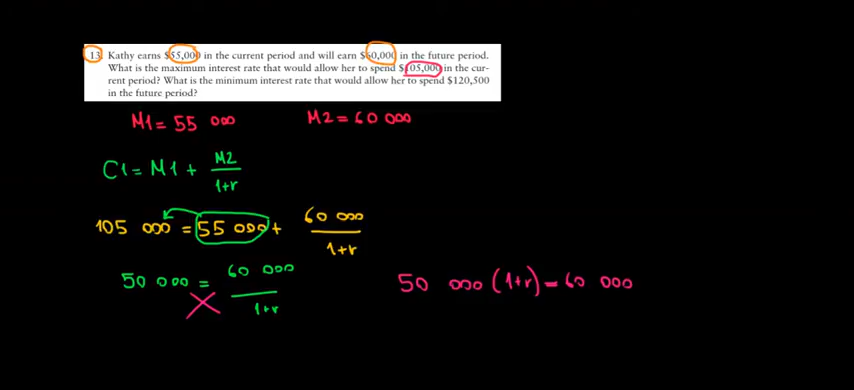 13. Kathy earns $55,000 in the current period and will earn $60,000 in the future period.
What is the maximum interest rate that would allow her to spend $105,000 in the cur-
rent period? What is the minimum interest rate that would allow her to spend $120,500
in the future period?
M1 = 55 000 M2 = 60 000
C1 = M1 + M2/1+r
105 000 = 55 000 + 60 000/1+r
50 000 = 60 000/1+r 50 000 (1+r) = 60 000